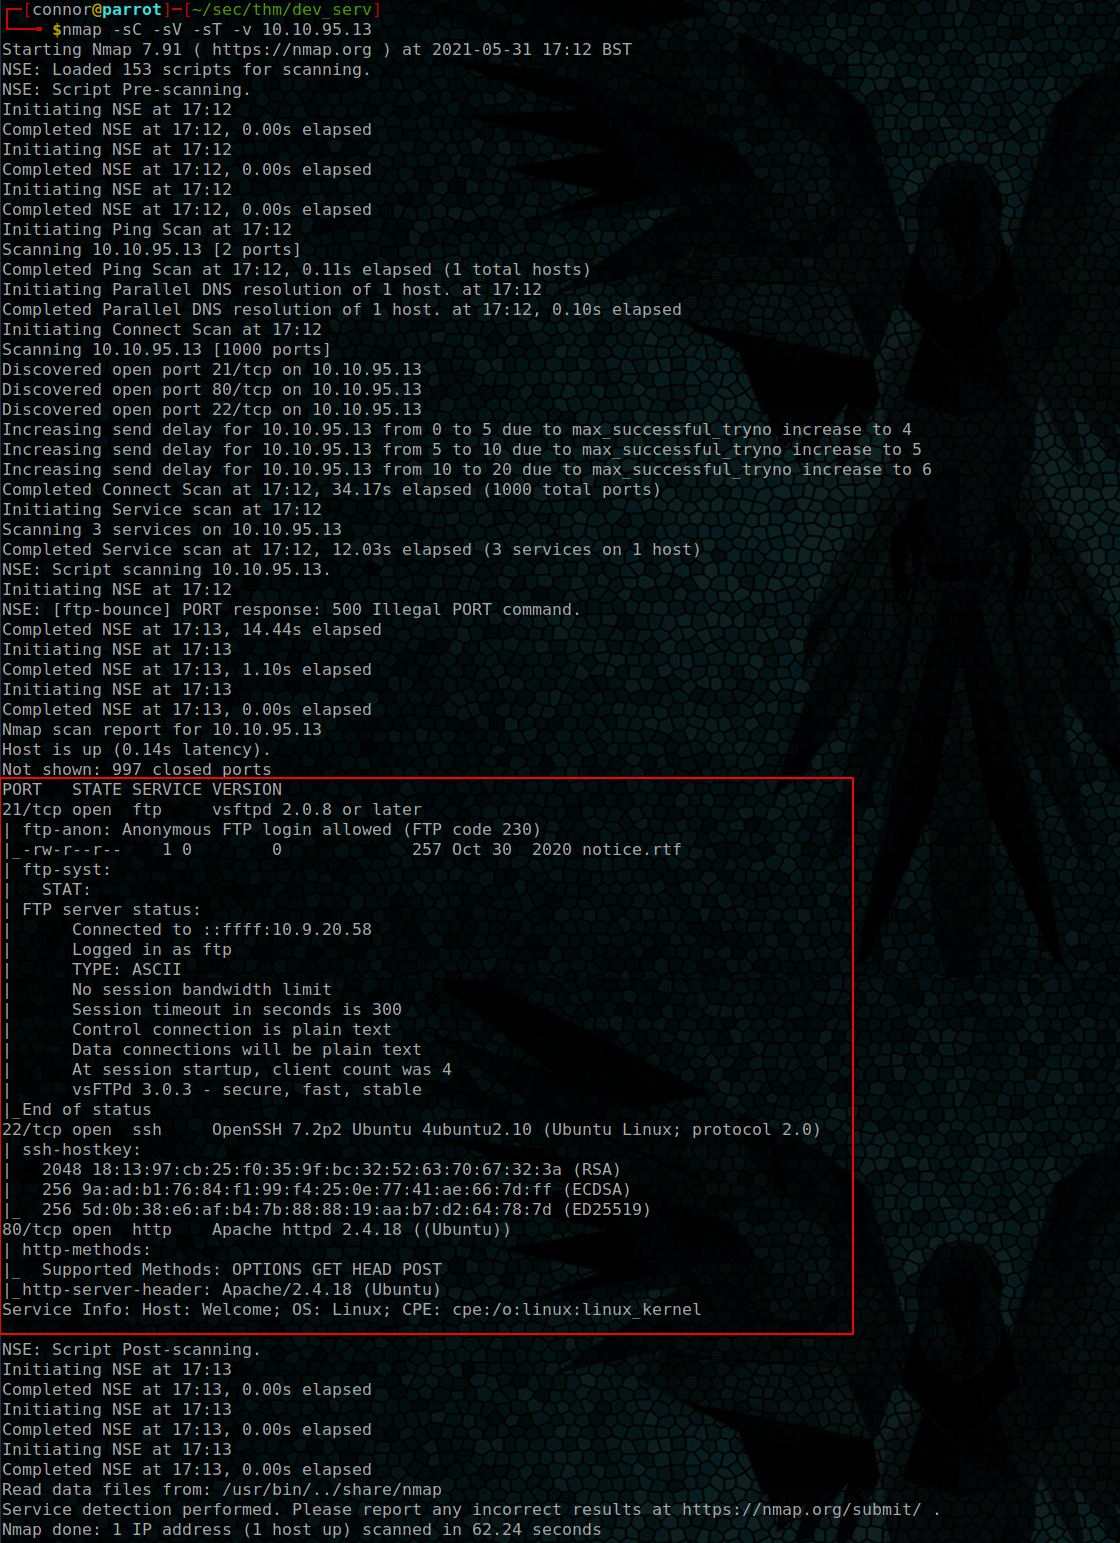 ┌─[connor@parrot]─[~/sec/thm/dev_serv]
└──╼ $nmap -sC -sV -sT -v 10.10.95.13
Starting Nmap 7.91 ( https://nmap.org ) at 2021-05-31 17:12 BST
NSE: Loaded 153 scripts for scanning.
NSE: Script Pre-scanning.
Initiating NSE at 17:12
Completed NSE at 17:12, 0.00s elapsed
Initiating NSE at 17:12
Completed NSE at 17:12, 0.00s elapsed
Initiating NSE at 17:12
Completed NSE at 17:12, 0.00s elapsed
Initiating Ping Scan at 17:12
Scanning 10.10.95.13 [2 ports]
Completed Ping Scan at 17:12, 0.11s elapsed (1 total hosts)
Initiating Parallel DNS resolution of 1 host. at 17:12
Completed Parallel DNS resolution of 1 host. at 17:12, 0.10s elapsed
Initiating Connect Scan at 17:12
Scanning 10.10.95.13 [1000 ports]
Discovered open port 21/tcp on 10.10.95.13
Discovered open port 80/tcp on 10.10.95.13
Discovered open port 22/tcp on 10.10.95.13
Increasing send delay for 10.10.95.13 from 0 to 5 due to max_successful_tryno increase to 4
Increasing send delay for 10.10.95.13 from 5 to 10 due to max_successful_tryno increase to 5
Increasing send delay for 10.10.95.13 from 10 to 20 due to max_successful_tryno increase to 6
Completed Connect Scan at 17:12, 34.17s elapsed (1000 total ports)
Initiating Service scan at 17:12
Scanning 3 services on 10.10.95.13
Completed Service scan at 17:12, 12.03s elapsed (3 services on 1 host)
NSE: Script scanning 10.10.95.13.
Initiating NSE at 17:12
NSE: [ftp-bounce] PORT response: 500 Illegal PORT command.
Completed NSE at 17:13, 14.44s elapsed
Initiating NSE at 17:13
Completed NSE at 17:13, 1.10s elapsed
Initiating NSE at 17:13
Completed NSE at 17:13, 0.00s elapsed
Nmap scan report for 10.10.95.13
Host is up (0.14s latency).
Not shown: 997 closed ports
PORT   STATE SERVICE VERSION
21/tcp open  ftp     vsftpd 2.0.8 or later
| ftp-anon: Anonymous FTP login allowed (FTP code 230)
|_-rw-r--r--    1 0        0             257 Oct 30  2020 notice.rtf
| ftp-syst:
|   STAT:
| FTP server status:
|      Connected to ::ffff:10.9.20.58
|      Logged in as ftp
|      TYPE: ASCII
|      No session bandwidth limit
|      Session timeout in seconds is 300
|      Control connection is plain text
|      Data connections will be plain text
|      At session startup, client count was 4
|      vsFTPd 3.0.3 - secure, fast, stable
|_End of status
22/tcp open  ssh     OpenSSH 7.2p2 Ubuntu 4ubuntu2.10 (Ubuntu Linux; protocol 2.0)
| ssh-hostkey:
|   2048 18:13:97:cb:25:f0:35:9f:bc:32:52:63:70:67:32:3a (RSA)
|   256 9a:ad:b1:76:84:f1:99:f4:25:0e:77:41:ae:66:7d:ff (ECDSA)
|_  256 5d:0b:38:e6:af:b4:7b:88:88:19:aa:b7:d2:64:78:7d (ED25519)
80/tcp open  http    Apache httpd 2.4.18 ((Ubuntu))
| http-methods:
|_  Supported Methods: OPTIONS GET HEAD POST
|_http-server-header: Apache/2.4.18 (Ubuntu)
Service Info: Host: Welcome; OS: Linux; CPE: cpe:/o:linux:linux_kernel
NSE: Script Post-scanning.
Initiating NSE at 17:13
Completed NSE at 17:13, 0.00s elapsed
Initiating NSE at 17:13
Completed NSE at 17:13, 0.00s elapsed
Initiating NSE at 17:13
Completed NSE at 17:13, 0.00s elapsed
Read data files from: /usr/bin/../share/nmap
Service detection performed. Please report any incorrect results at https://nmap.org/submit/ .
Nmap done: 1 IP address (1 host up) scanned in 62.24 seconds